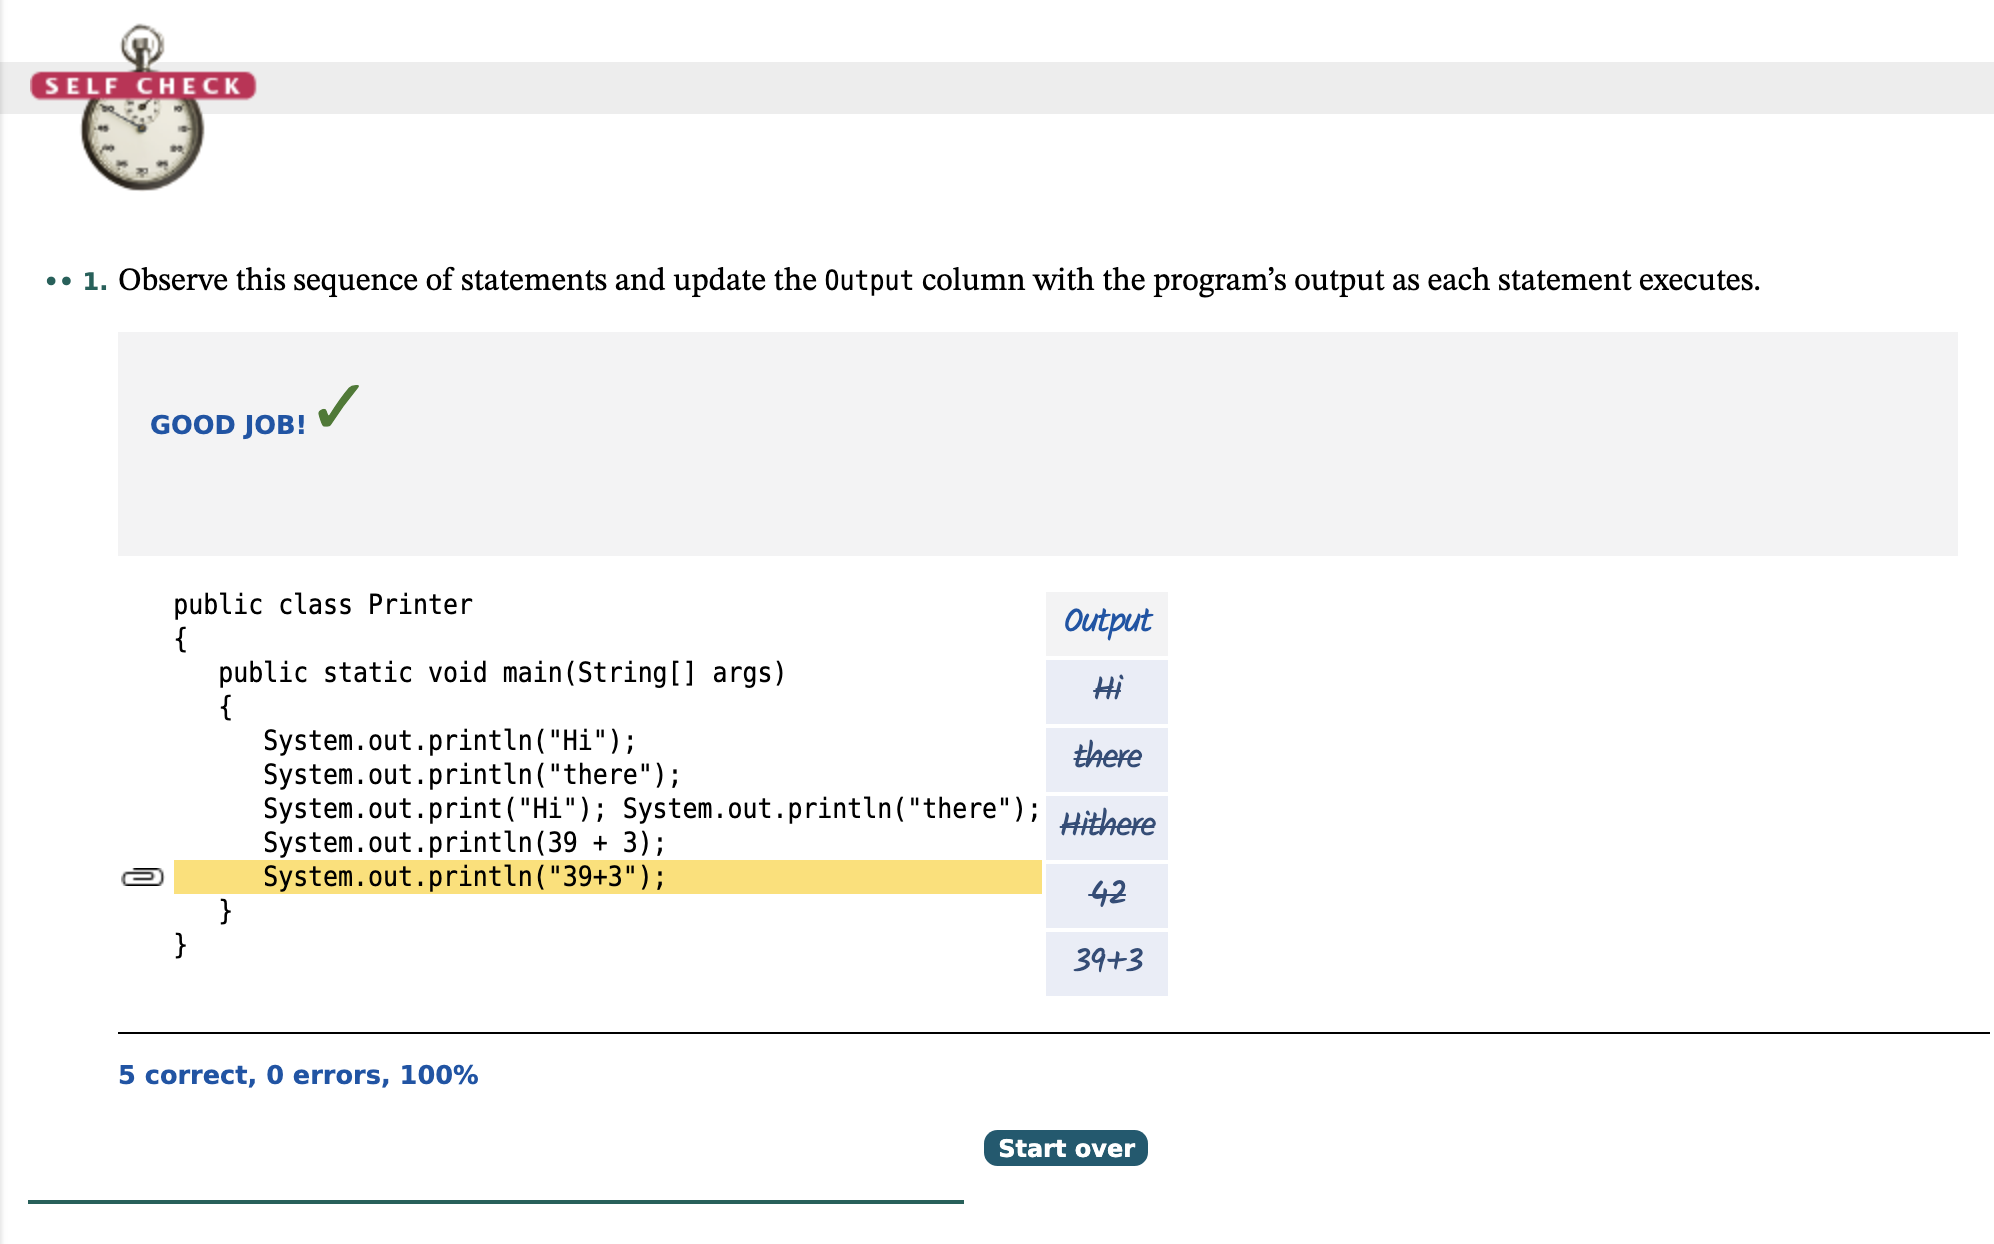 SELF CHECK
•• 1. Observe this sequence of statements and update the Output column with the program’s output as each statement executes.
GOOD JOB!
public class Printer
{
public static void main(String[] args)
{
System.out.println("Hi");
System.out.println("there");
System.out.print("Hi"); System.out.println("there");
System.out.println(39 + 3);
System.out.println("39+3");
}
}
Output
Hi
there
Hithere
42
39+3
5 correct, 0 errors, 100%
Start over